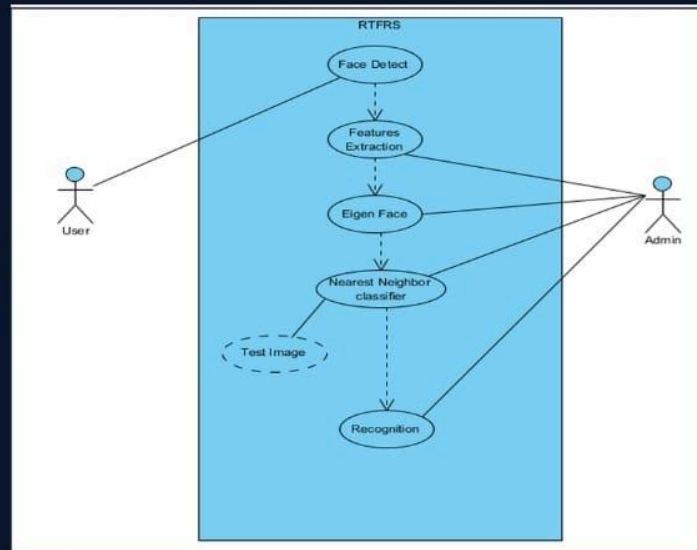 RTFRS
Face Detect
Features
Extraction
User
Eigen Face
Admin
Nearest Neighbor
classifier
Test Image
Recognition